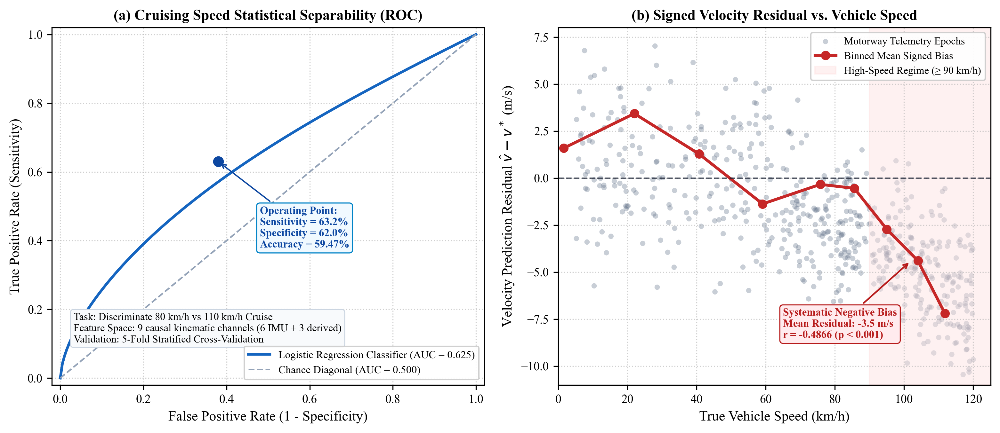 (a) Cruising Speed Statistical Separability (ROC)
True Positive Rate (Sensitivity)
1.0
0.8
0.6
0.4
0.2
0.0
Operating Point:
Sensitivity = 63.2%
Specificity = 62.0%
Accuracy = 59.47%
Task: Discriminate 80 km/h vs 110 km/h Cruise
Feature Space: 9 causal kinematic channels (6 IMU + 3 derived)
Validation: 5-Fold Stratified Cross-Validation
Logistic Regression Classifier (AUC = 0.625)
Chance Diagonal (AUC = 0.500)
0.0 0.2 0.4 0.6 0.8 1.0
False Positive Rate (1 - Specificity)
(b) Signed Velocity Residual vs. Vehicle Speed
Velocity Prediction Residual v̂ − v* (m/s)
7.5
5.0
2.5
0.0
−2.5
−5.0
−7.5
−10.0
Motorway Telemetry Epochs
Binned Mean Signed Bias
High-Speed Regime (≥ 90 km/h)
Systematic Negative Bias
Mean Residual: -3.5 m/s
r = -0.4866 (p < 0.001)
0 20 40 60 80 100 120
True Vehicle Speed (km/h)